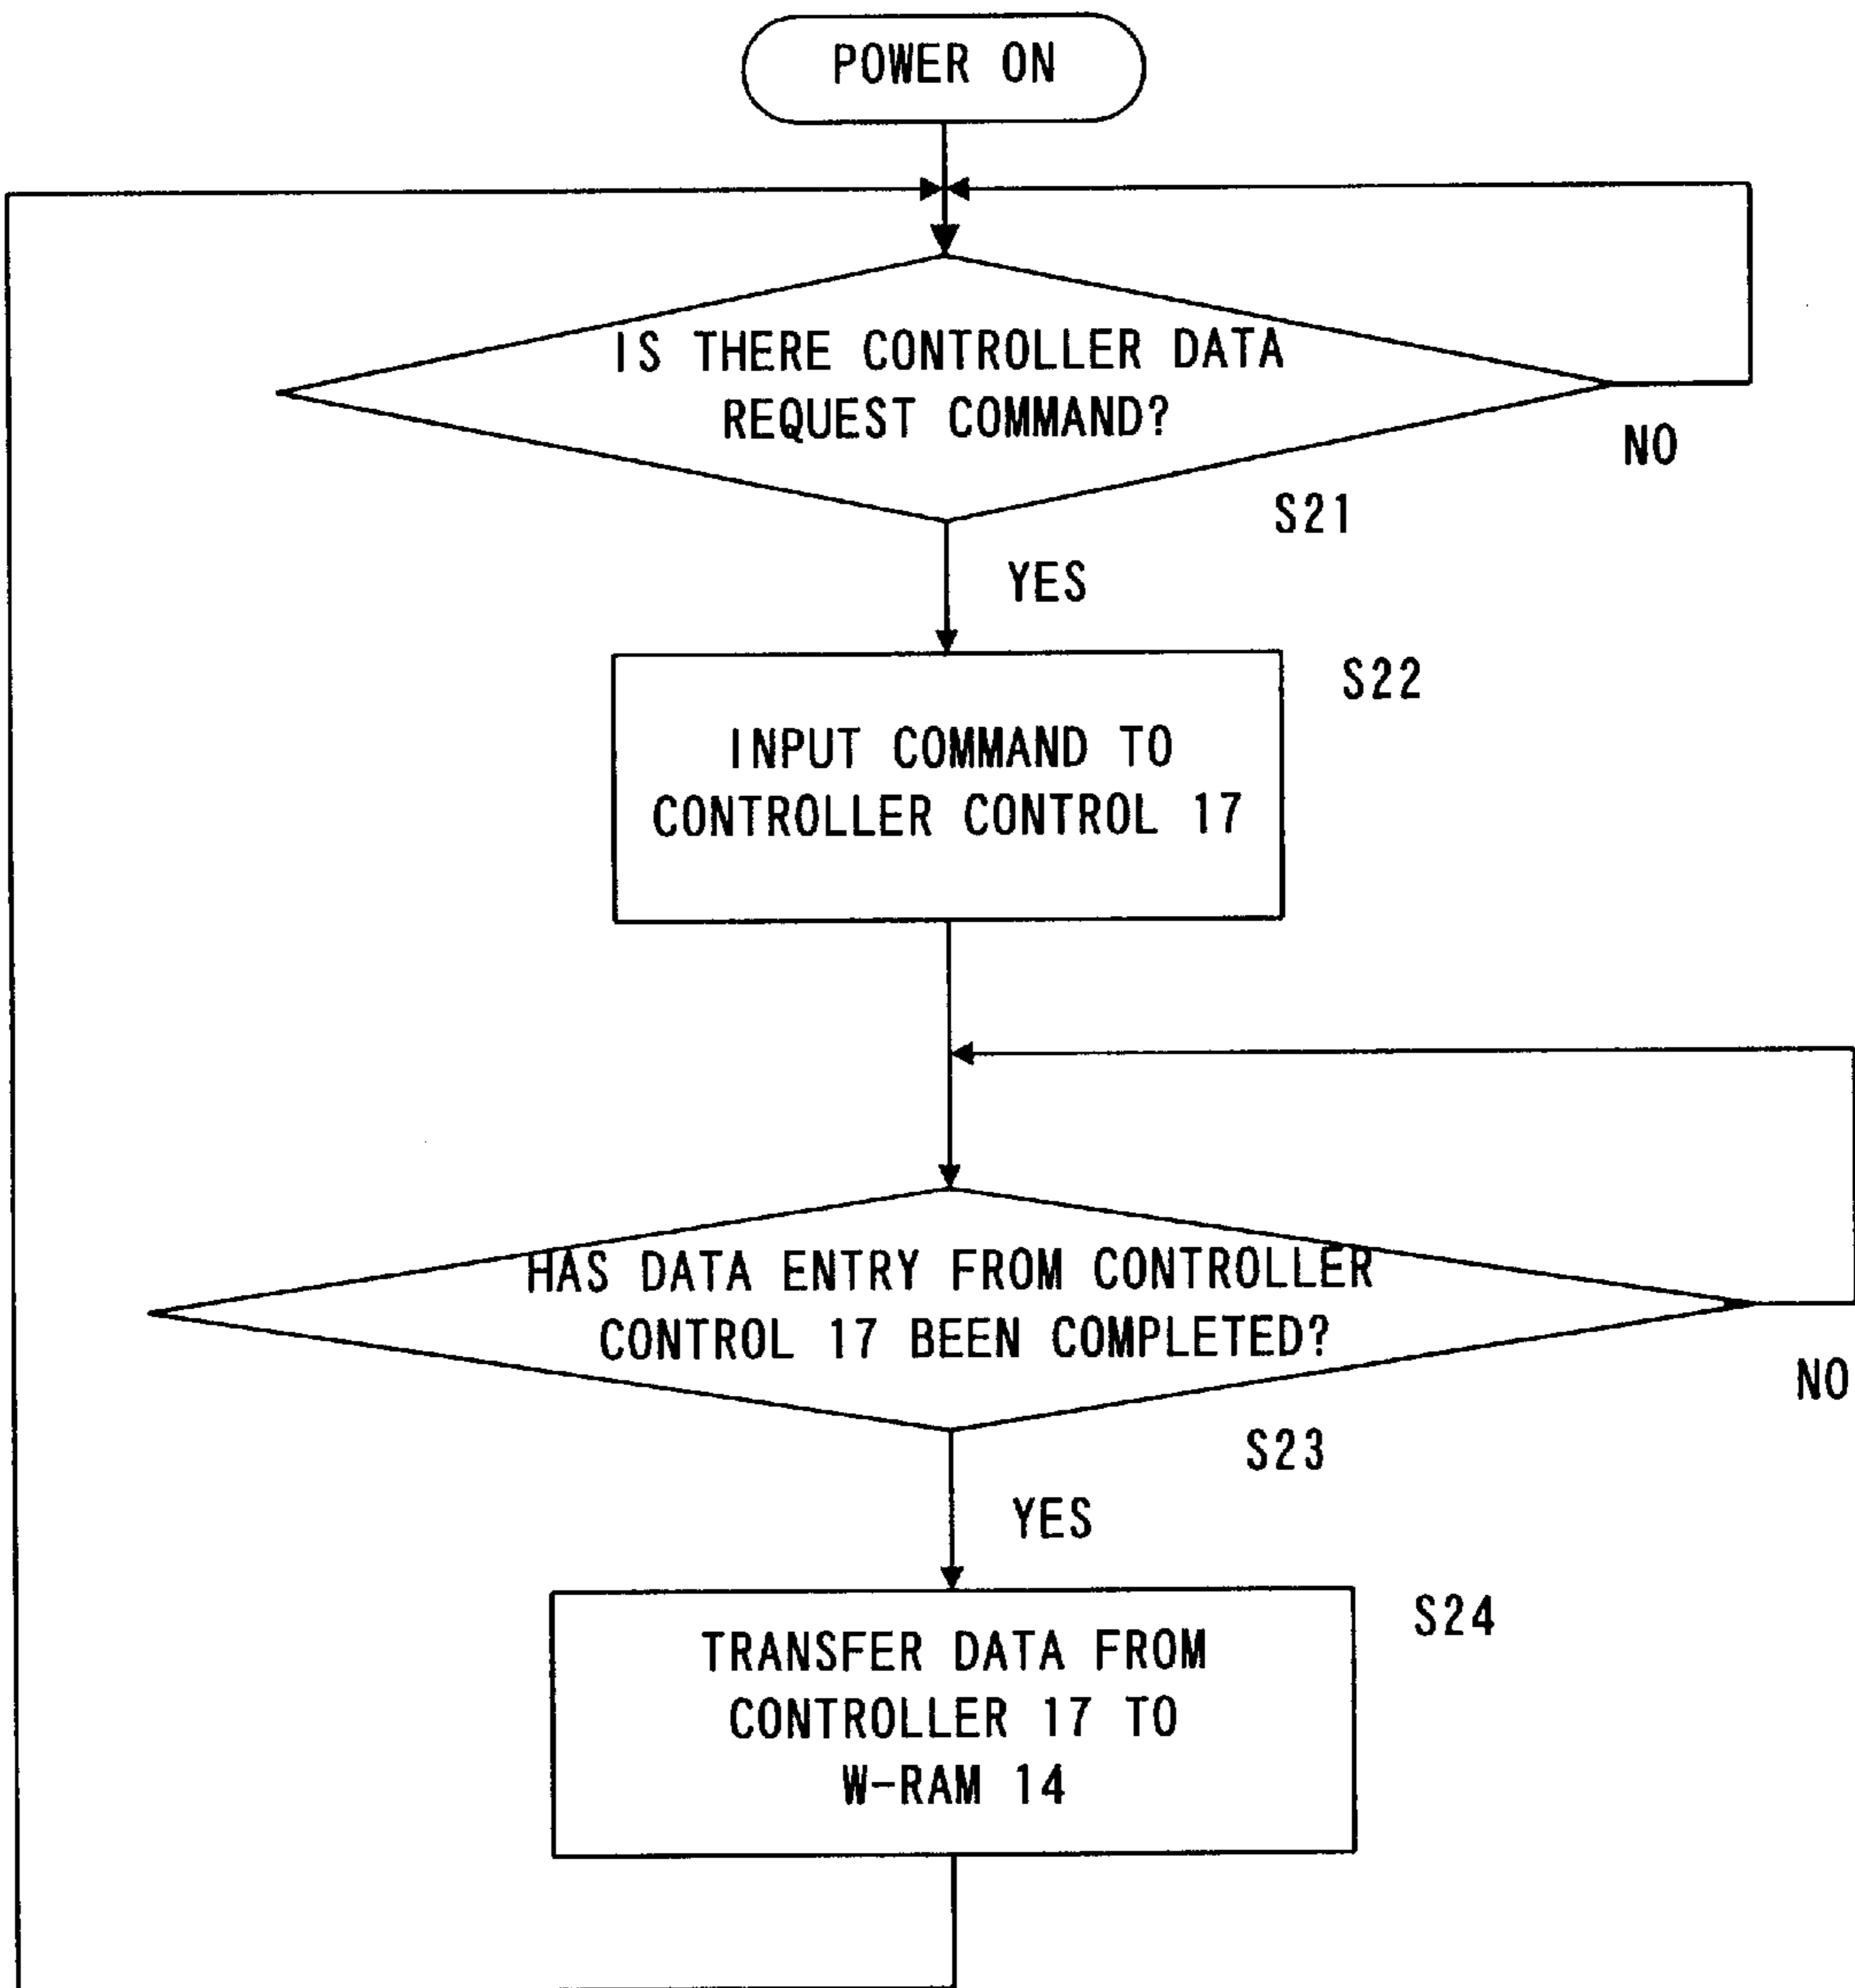 POWER ON
IS THERE CONTROLLER DATA
REQUEST COMMAND?
NO
S21
YES
S22
INPUT COMMAND TO
CONTROLLER CONTROL 17
HAS DATA ENTRY FROM CONTROLLER
CONTROL 17 BEEN COMPLETED?
NO
S23
YES
S24
TRANSFER DATA FROM
CONTROLLER 17 TO
W-RAM 14